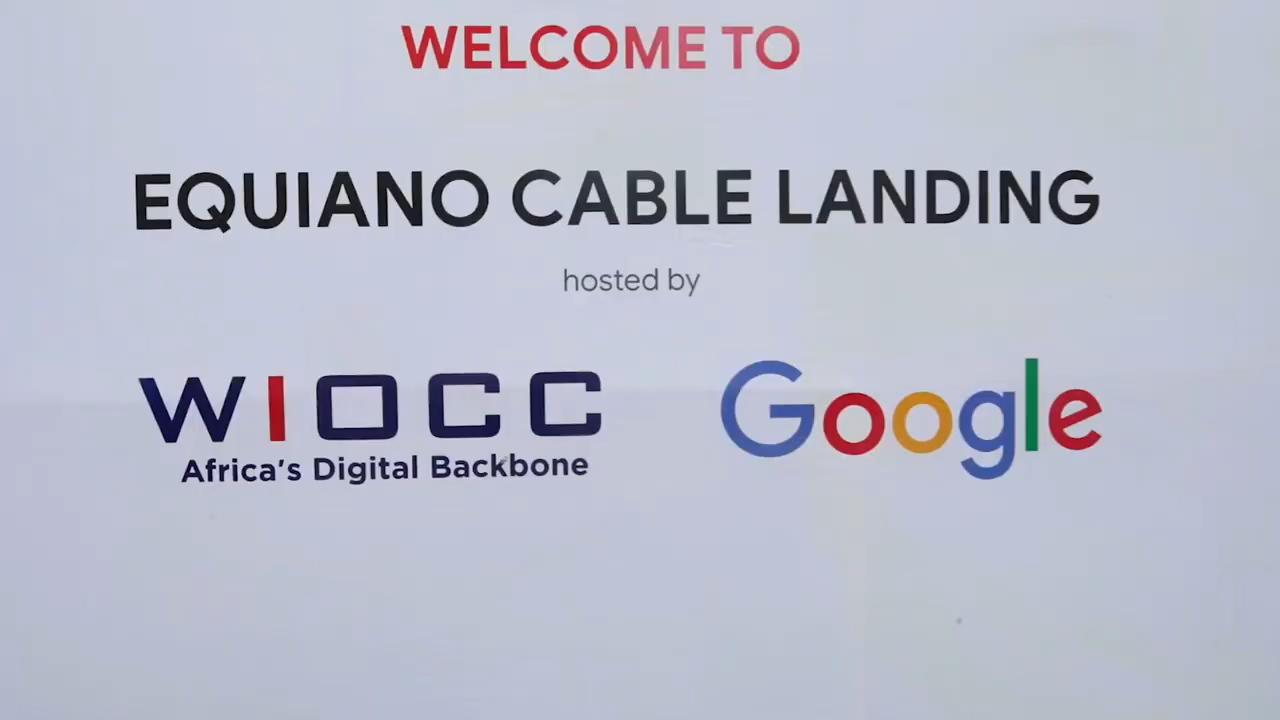 WELCOME TO
EQUIANO CABLE LANDING
hosted by
WIOCC Google
Africa's Digital Backbone